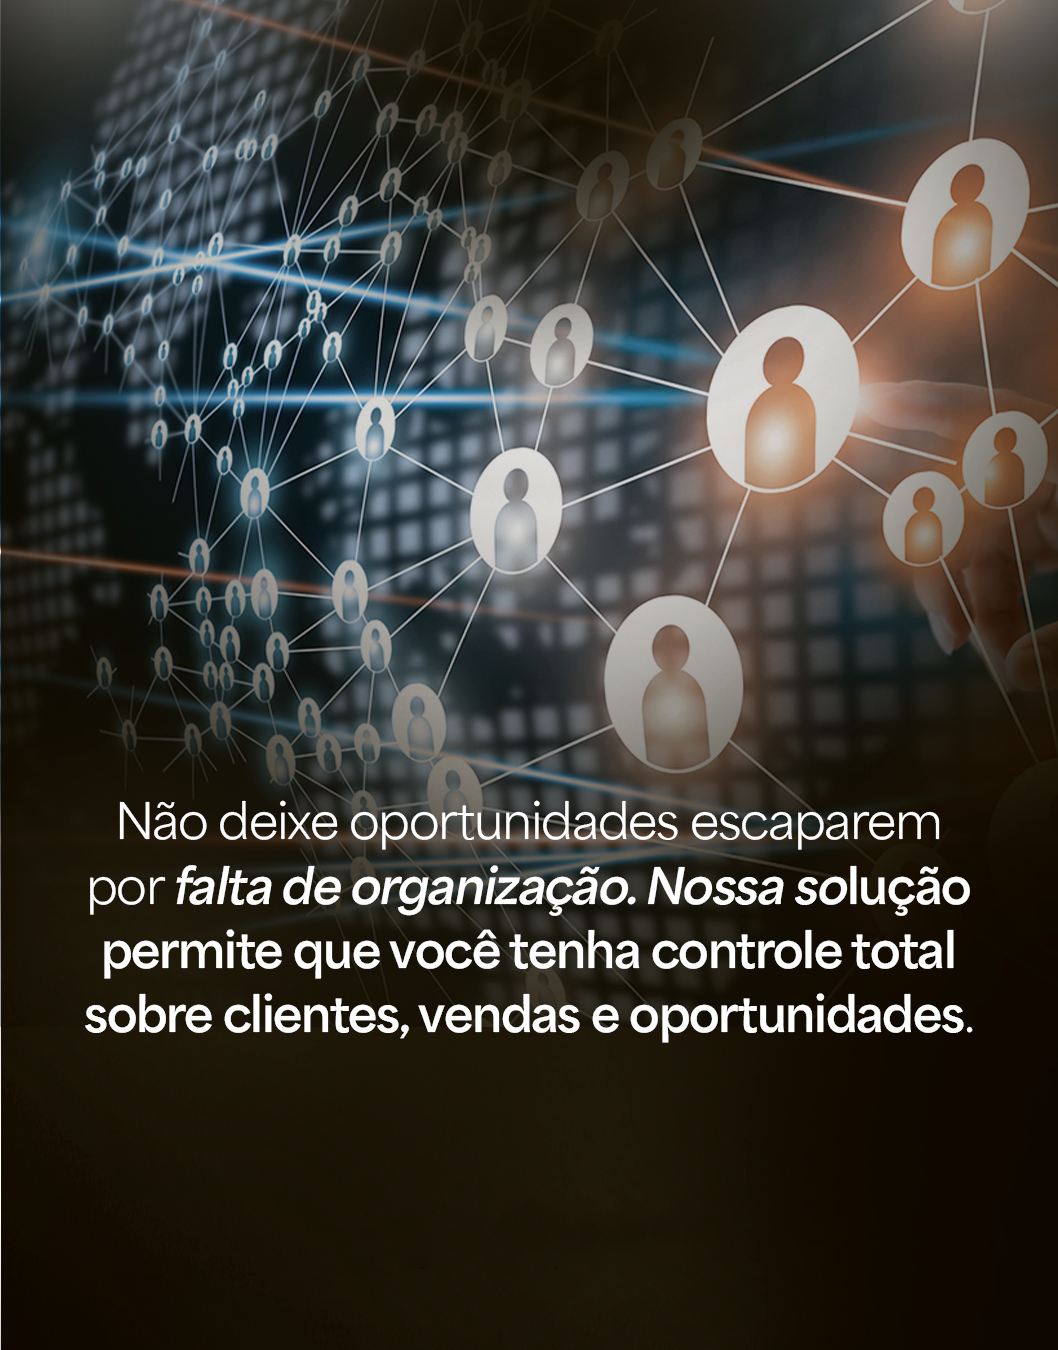 Não deixe oportunidades escaparem
por falta de organização. Nossa solução
permite que você tenha controle total
sobre clientes, vendas e oportunidades.